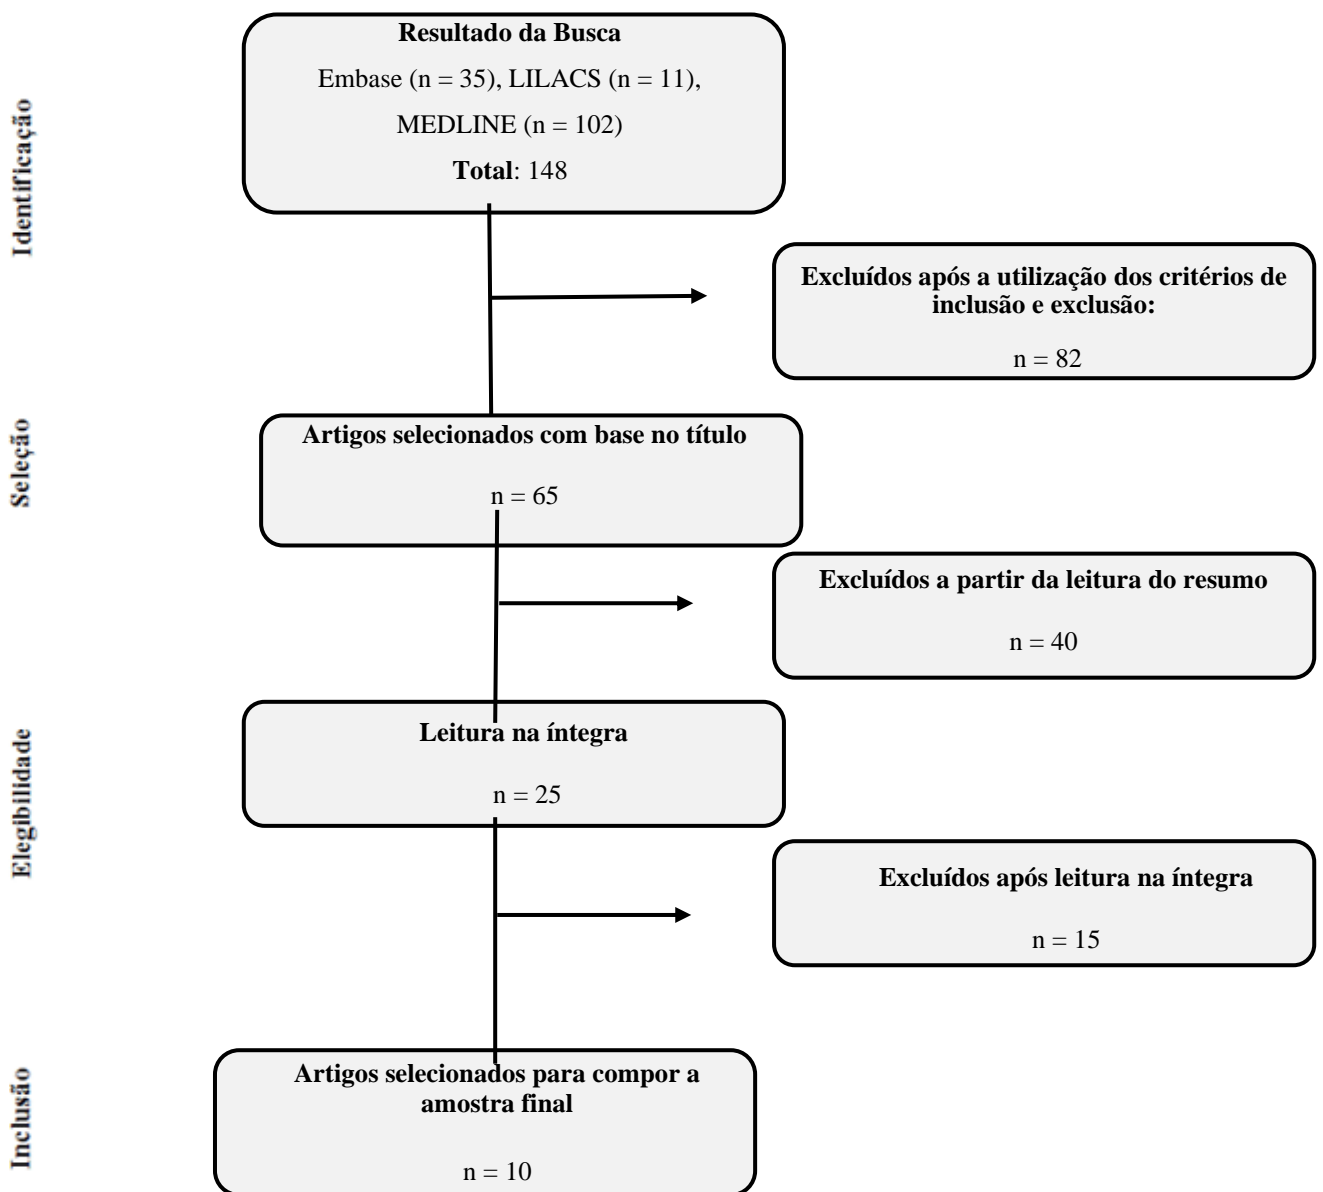 Identificação
Resultado da Busca
Embase (n = 35), LILACS (n = 11),
MEDLINE (n = 102)
Total: 148
Excluídos após a utilização dos critérios de
inclusão e exclusão:
n = 82
Seleção
Artigos selecionados com base no título
n = 65
Excluídos a partir da leitura do resumo
n = 40
Elegibilidade
Leitura na íntegra
n = 25
Excluídos após leitura na íntegra
n = 15
Inclusão
Artigos selecionados para compor a
amostra final
n = 10